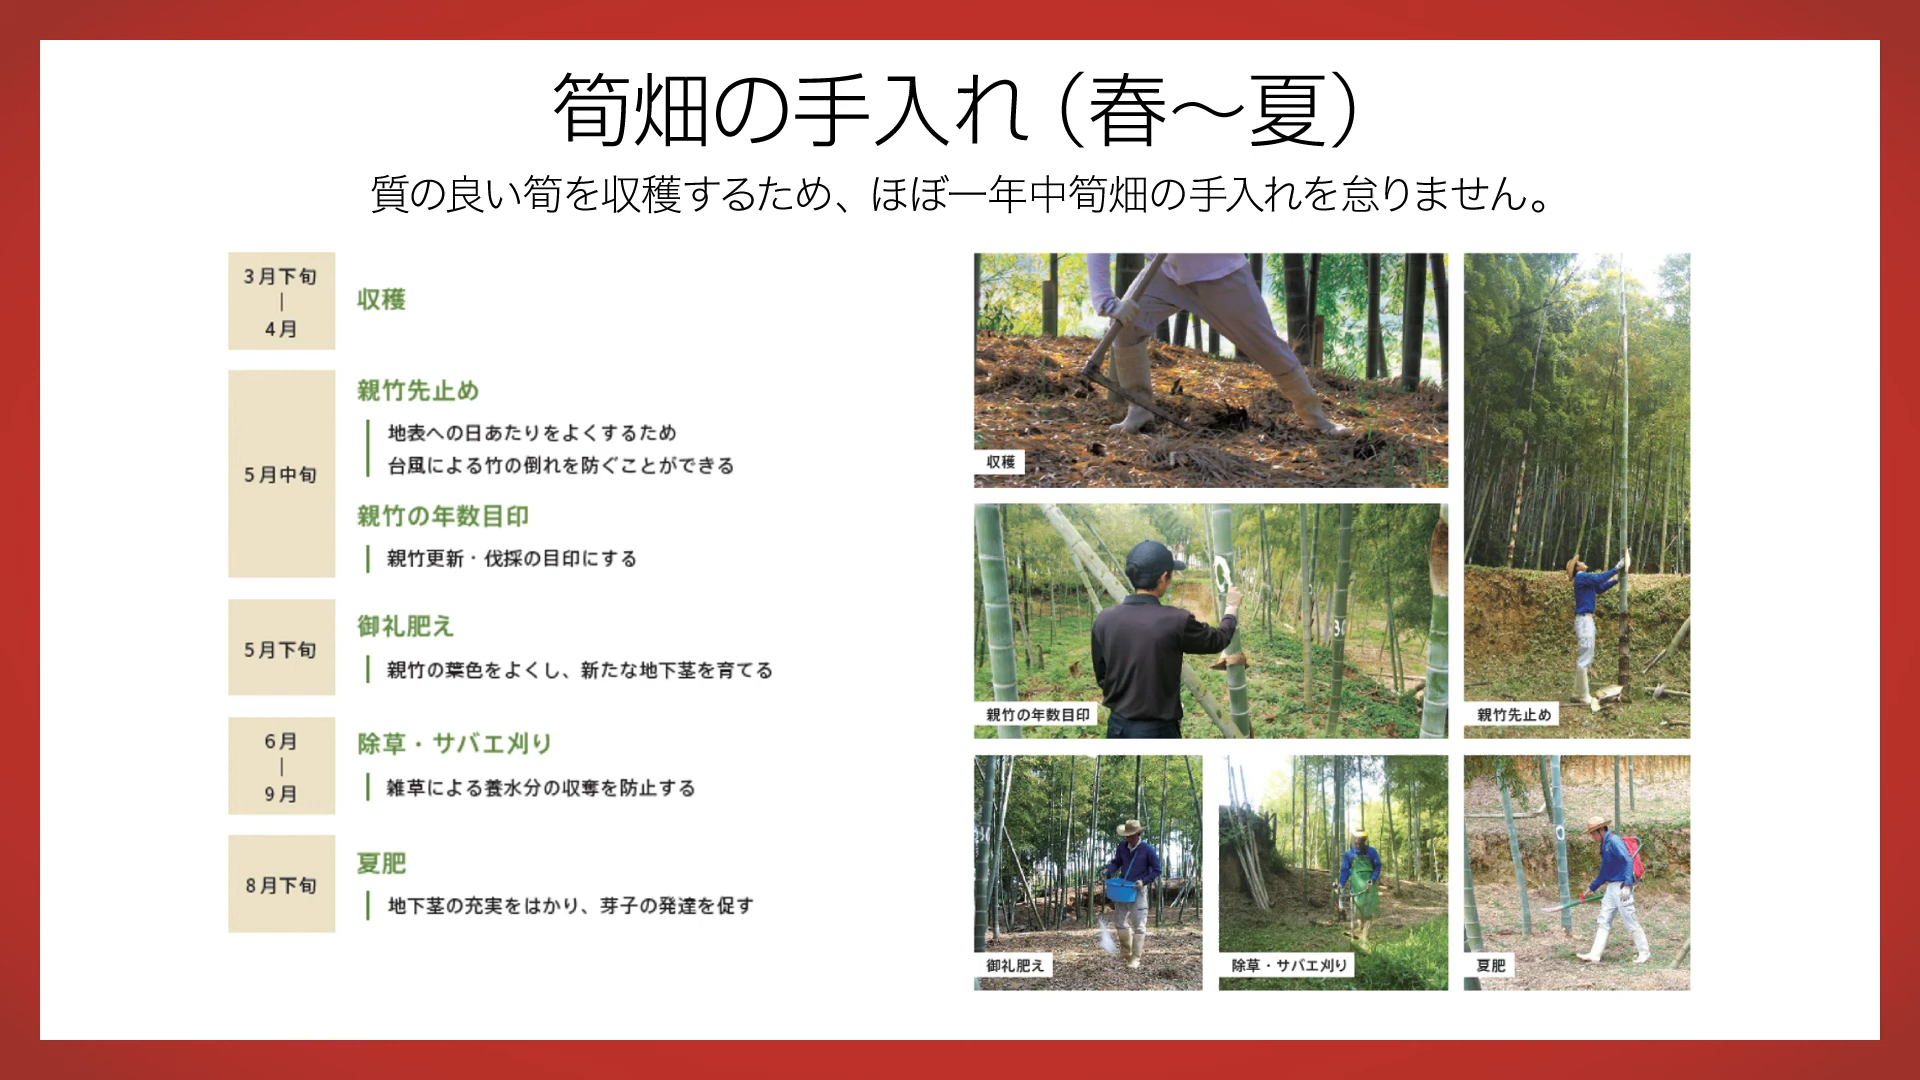 筍畑の手入れ（春〜夏）
質の良い筍を収穫するため、ほぼ一年中筍畑の手入れを怠りません。
3月下旬
|
4月
収穫
5月中旬
親竹先止め
地表への日あたりをよくするため
台風による竹の倒れを防ぐことができる
親竹の年数目印
親竹更新・伐採の目印にする
5月下旬
御礼肥え
親竹の葉色をよくし、新たな地下茎を育てる
6月
|
9月
除草・サバエ刈り
雑草による養水分の収奪を防止する
8月下旬
夏肥
地下茎の充実をはかり、芽子の発達を促す
収穫
親竹の年数目印
30
親竹先止め
御礼肥え
除草・サバエ刈り
夏肥